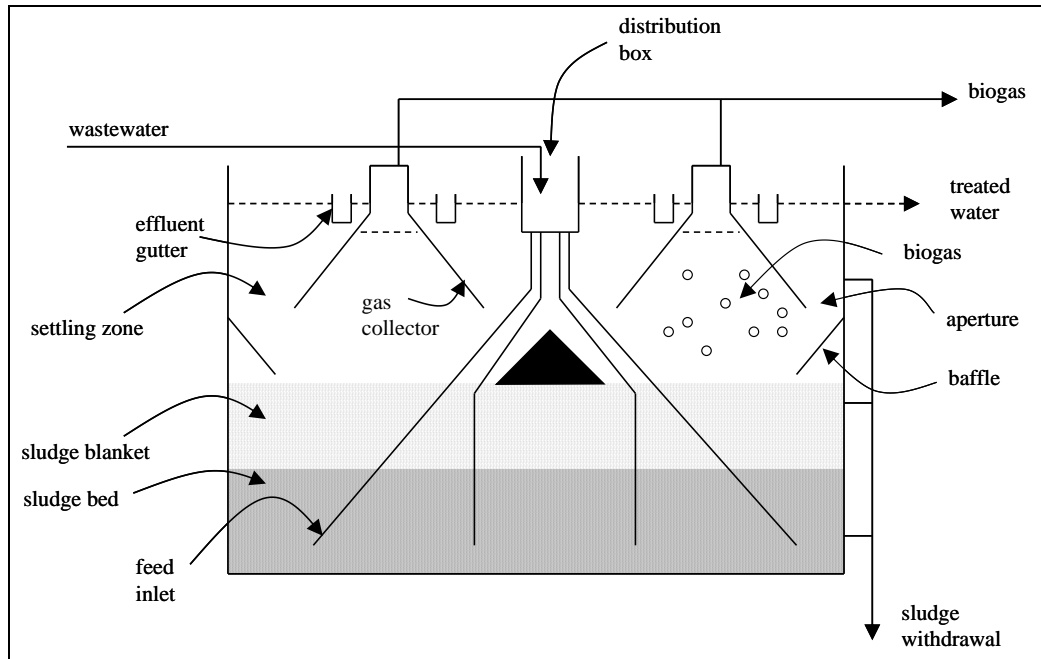 distribution
box
biogas
wastewater
treated
water
effluent
gutter
biogas
gas
collector
settling zone
aperture
baffle
sludge blanket
sludge bed
feed
inlet
sludge
withdrawal